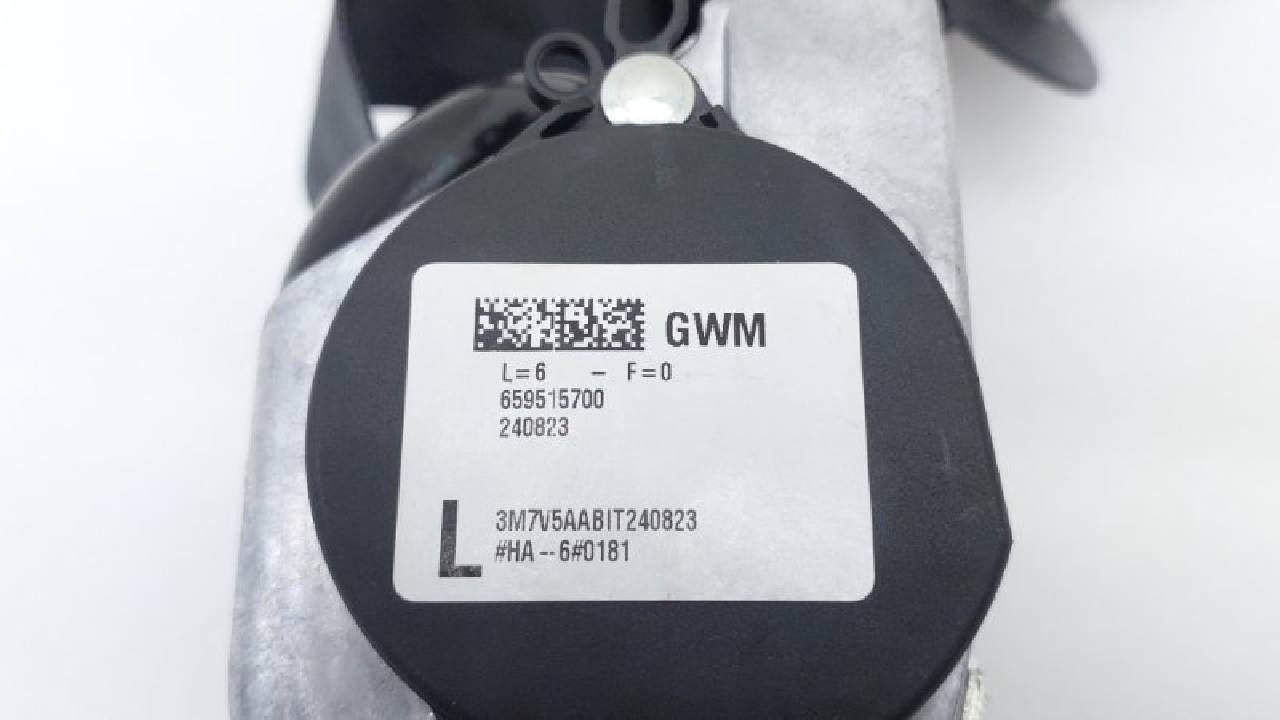 GWM
L=6 - F=0
659515700
240823
L
3M7V5AABIT240823
#HA--6#0181